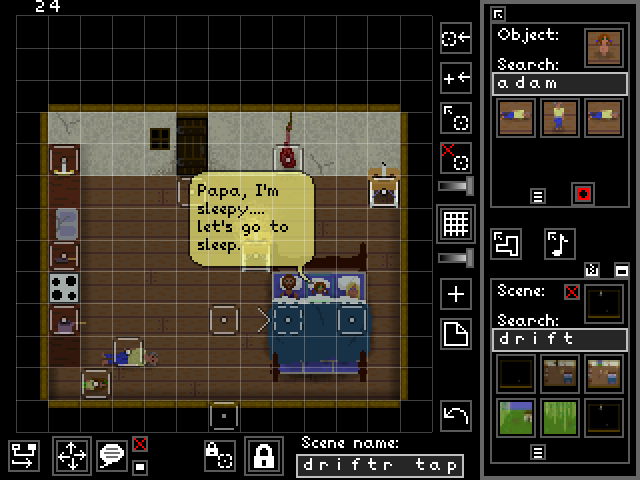 24
Object:
Search:
adam
Papa, I'm
sleepy....
let's go to
sleep.
Scene:
Search:
drift
Scene name:
driftr tap